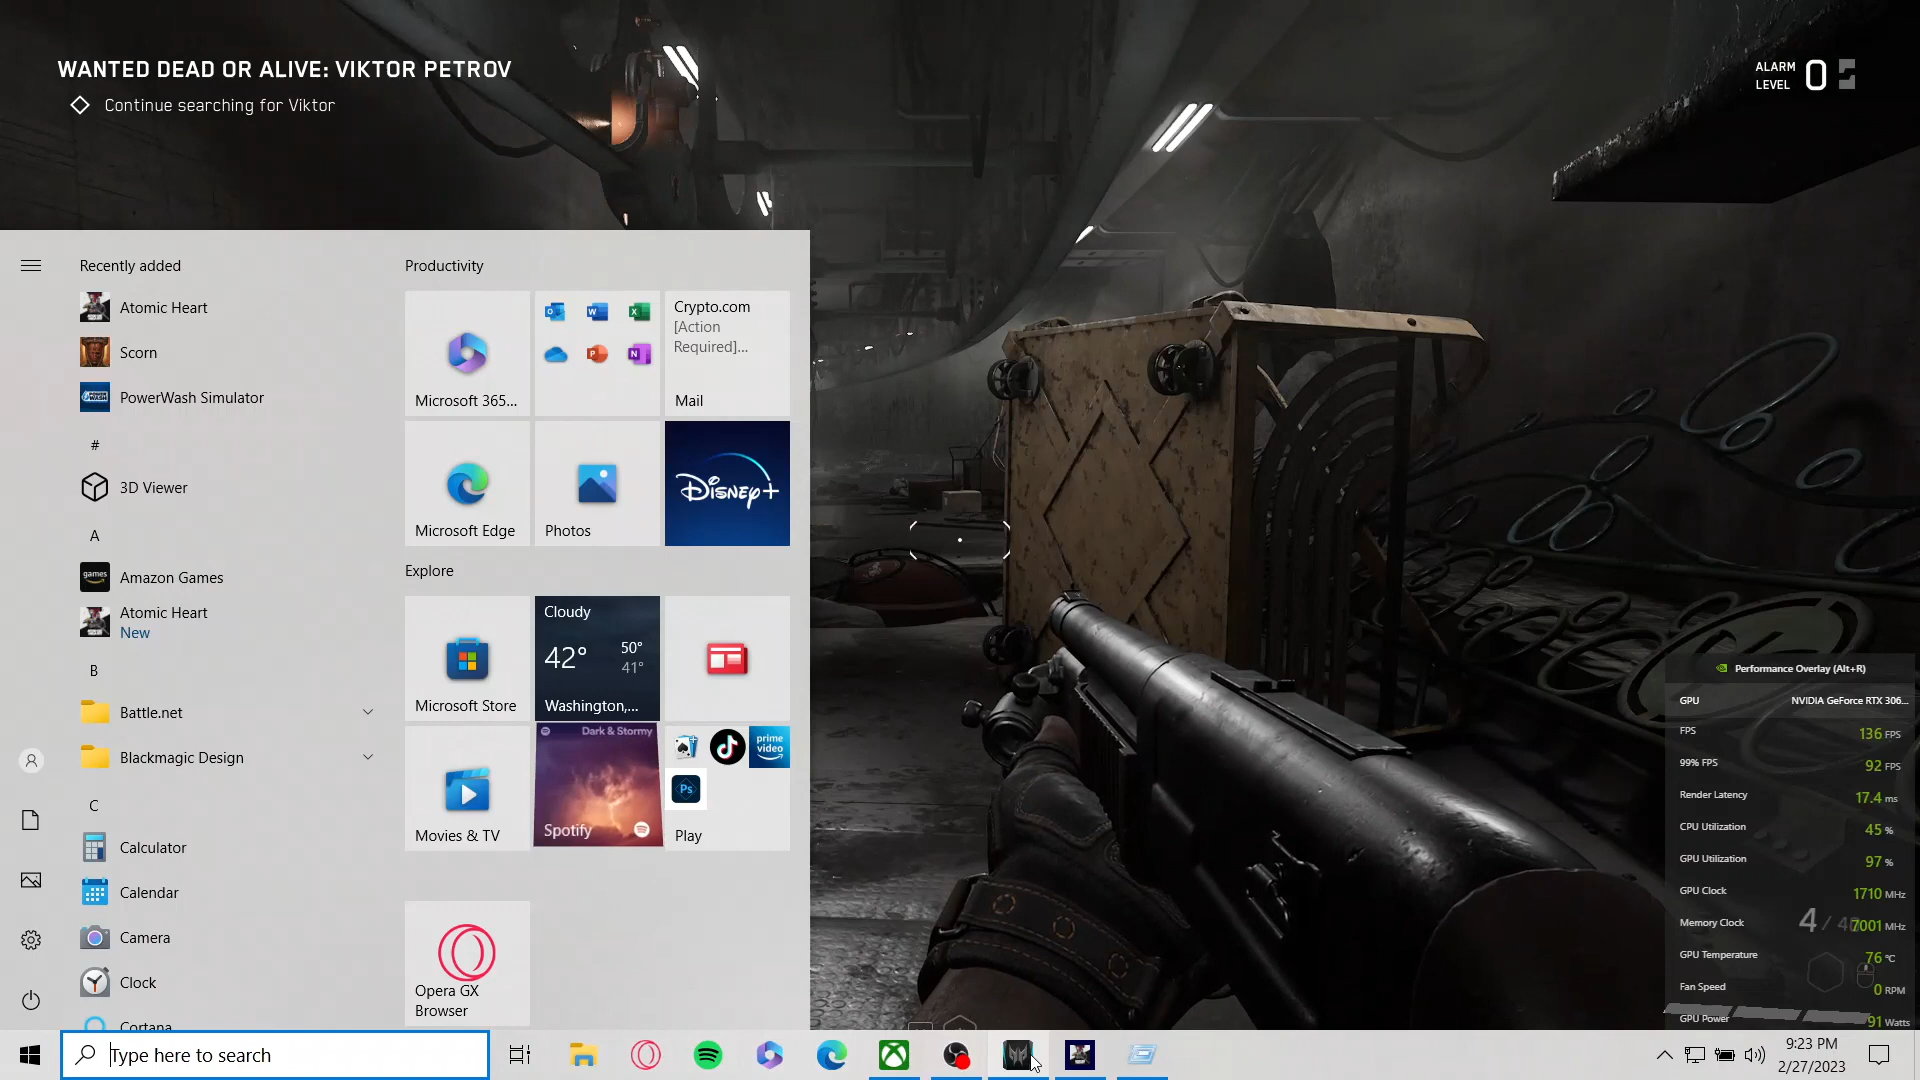 WANTED DEAD OR ALIVE: VIKTOR PETROV
Continue searching for Viktor
ALARM
LEVEL
0
Recently added
Atomic Heart
Scorn
PowerWash Simulator
#
3D Viewer
A
Amazon Games
Atomic Heart
New
B
Battle.net
Blackmagic Design
C
Calculator
Calendar
Camera
Clock
Cortana
Productivity
Microsoft 365...
Crypto.com
[Action
Required]...
Mail
Microsoft Edge
Photos
Disney+
Explore
Microsoft Store
Cloudy
42°
50°
41°
Washington,...
Movies & TV
Dark & Stormy
Spotify
prime
video
Ps
Play
Opera GX
Browser
Performance Overlay (Alt+R)
GPU NVIDIA GeForce RTX 306...
FPS 136 FPS
99% FPS 92 FPS
Render Latency 17.4 ms
CPU Utilization 45 %
GPU Utilization 97 %
GPU Clock 1710 MHz
Memory Clock 7001 MHz
4 /
GPU Temperature 76 °C
Fan Speed 0 RPM
GPU Power 91 Watts
Type here to search
9:23 PM
2/27/2023